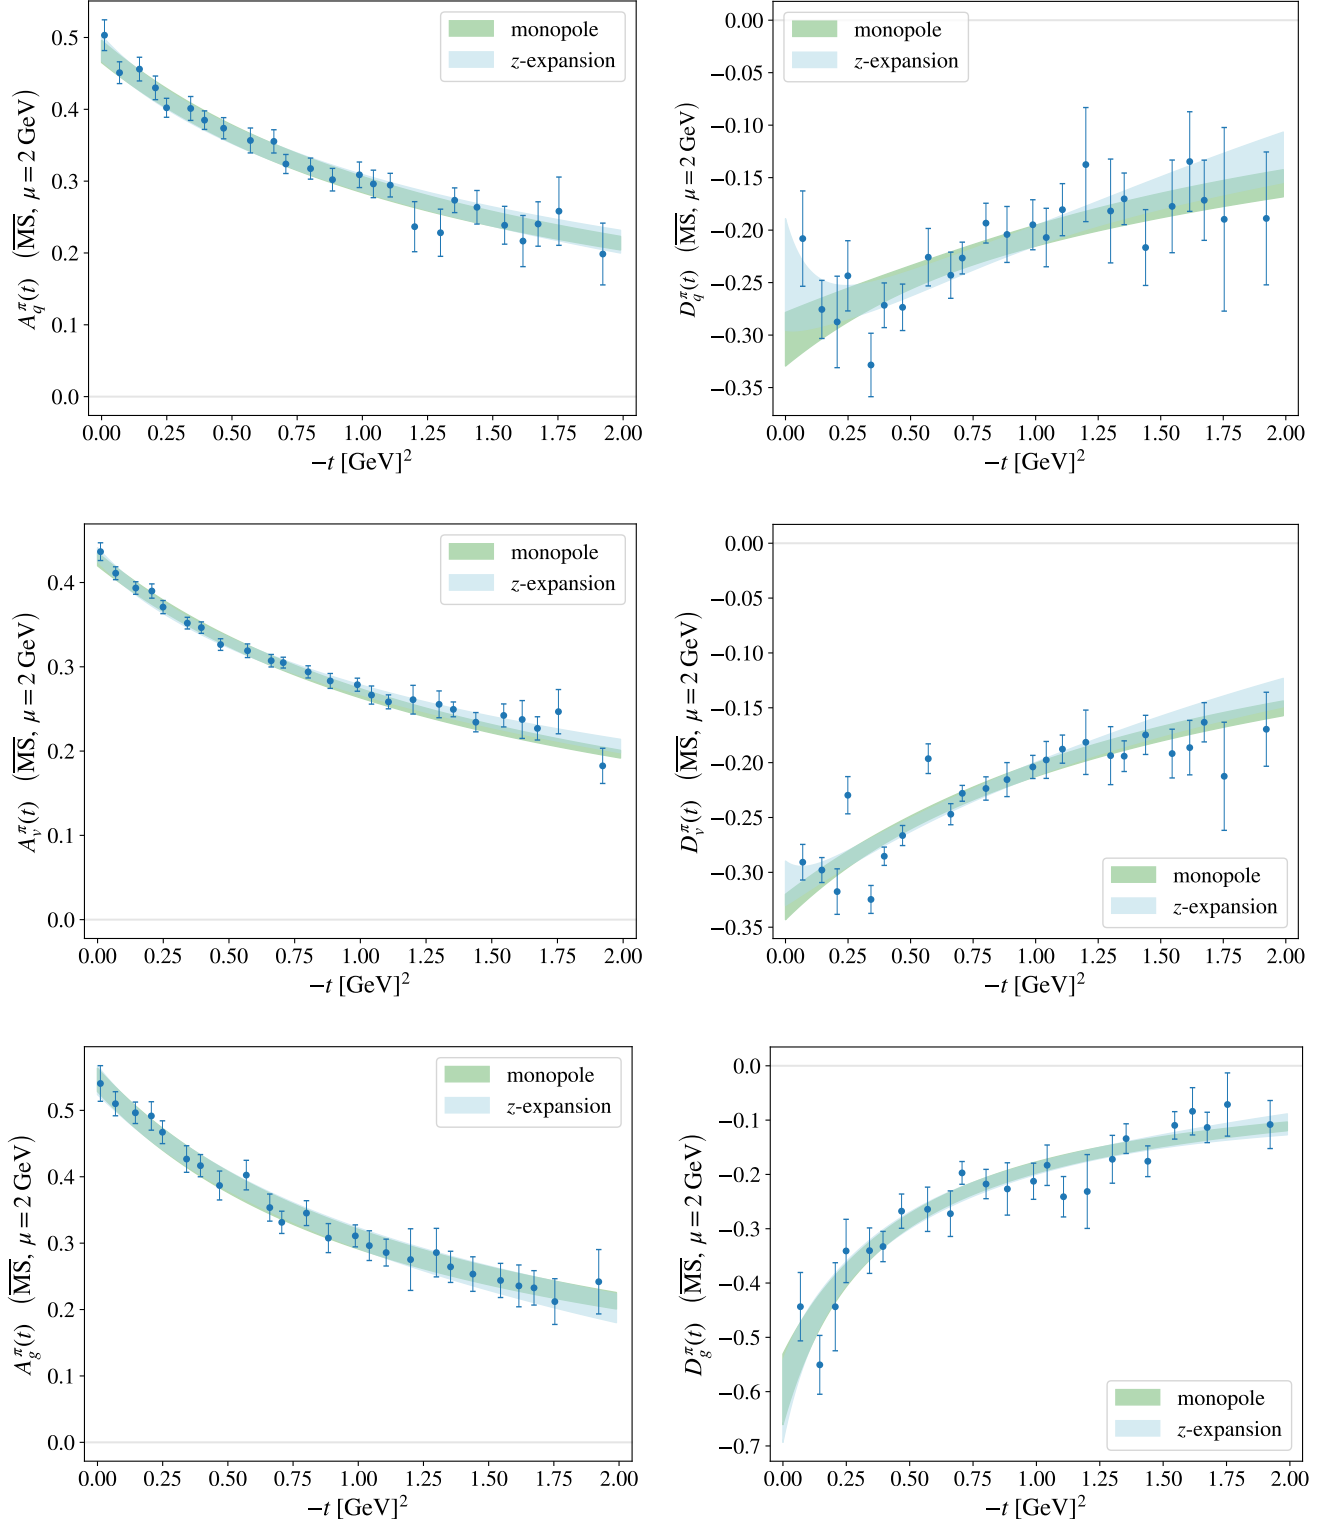 monopole
z-expansion
0.5
0.4
0.3
0.2
0.1
0.0
A_q^π(t) (M̅S̅, μ = 2 GeV)
0.00 0.25 0.50 0.75 1.00 1.25 1.50 1.75 2.00
−t [GeV]²
monopole
z-expansion
0.00
−0.05
−0.10
−0.15
−0.20
−0.25
−0.30
−0.35
D_q^π(t) (M̅S̅, μ = 2 GeV)
0.00 0.25 0.50 0.75 1.00 1.25 1.50 1.75 2.00
−t [GeV]²
monopole
z-expansion
0.4
0.3
0.2
0.1
0.0
A_v^π(t) (M̅S̅, μ = 2 GeV)
0.00 0.25 0.50 0.75 1.00 1.25 1.50 1.75 2.00
−t [GeV]²
0.00
−0.05
−0.10
−0.15
−0.20
−0.25
−0.30
−0.35
D_v^π(t) (M̅S̅, μ = 2 GeV)
monopole
z-expansion
0.00 0.25 0.50 0.75 1.00 1.25 1.50 1.75 2.00
−t [GeV]²
monopole
z-expansion
0.5
0.4
0.3
0.2
0.1
0.0
A_g^π(t) (M̅S̅, μ = 2 GeV)
0.00 0.25 0.50 0.75 1.00 1.25 1.50 1.75 2.00
−t [GeV]²
0.0
−0.1
−0.2
−0.3
−0.4
−0.5
−0.6
−0.7
D_g^π(t) (M̅S̅, μ = 2 GeV)
monopole
z-expansion
0.00 0.25 0.50 0.75 1.00 1.25 1.50 1.75 2.00
−t [GeV]²